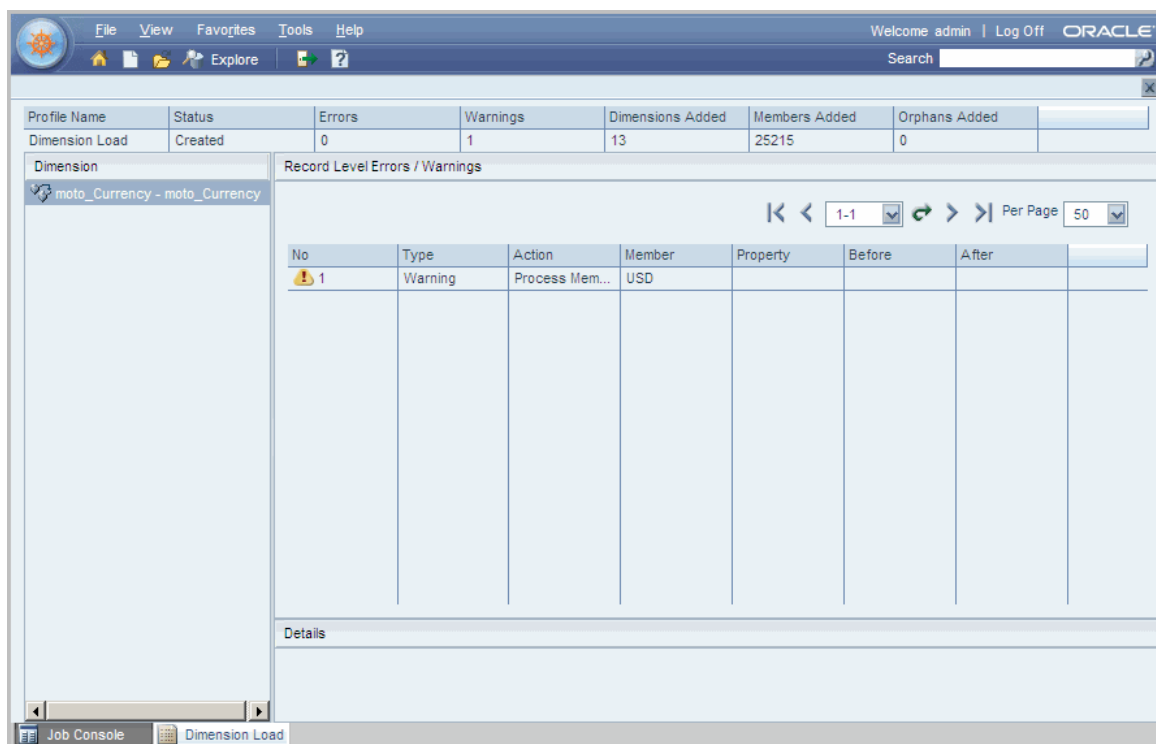 File View Favorites Tools Help Welcome admin | Log Off ORACLE
Explore Search
Profile Name Status Errors Warnings Dimensions Added Members Added Orphans Added
Dimension Load Created 0 1 13 25215 0
Dimension Record Level Errors / Warnings
moto_Currency - moto_Currency
1-1 Per Page 50
No Type Action Member Property Before After
1 Warning Process Mem... USD
Details
Job Console Dimension Load